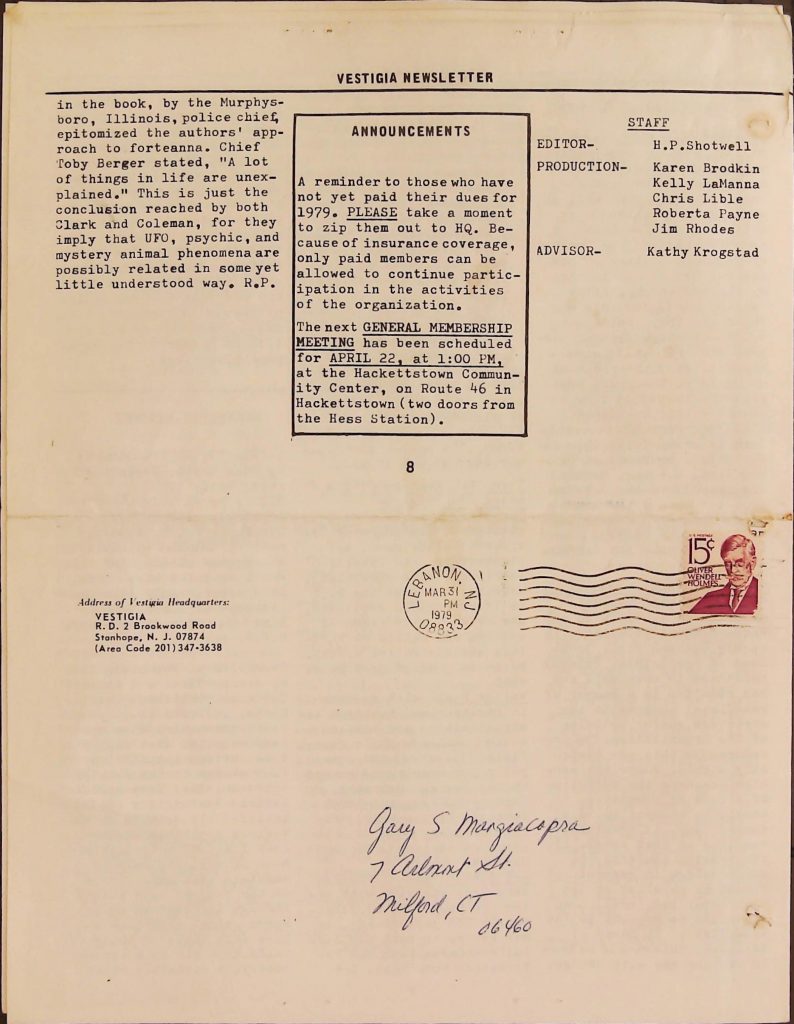 VESTIGIA NEWSLETTER
in the book, by the Murphys-
boro, Illinois, police chief,
epitomized the authors' app-
roach to forteanna. Chief
Toby Berger stated, "A lot
of things in life are unex-
plained." This is just the
conclusion reached by both
Clark and Coleman, for they
imply that UFO, psychic, and
mystery animal phenomena are
possibly related in some yet
little understood way. R.P.
ANNOUNCEMENTS
A reminder to those who have
not yet paid their dues for
1979. PLEASE take a moment
to zip them out to HQ. Be-
cause of insurance coverage,
only paid members can be
allowed to continue partic-
ipation in the activities
of the organization.
The next GENERAL MEMBERSHIP
MEETING has been scheduled
for APRIL 22, at 1:00 PM,
at the Hackettstown Commun-
ity Center, on Route 46 in
Hackettstown (two doors from
the Hess Station).
STAFF
EDITOR- H.P.Shotwell
PRODUCTION- Karen Brodkin
Kelly LaManna
Chris Lible
Roberta Payne
Jim Rhodes
ADVISOR- Kathy Krogstad
8
Address of Vestigia Headquarters:
VESTIGIA
R. D. 2 Brookwood Road
Stanhope, N. J. 07874
(Area Code 201) 347-3638
LEBANON, NJ
MAR 31
PM
1979
08833
U.S. POSTAGE
15¢
OLIVER
WENDELL
HOLMES
Gary S Mangiacopra
7 Arlmont St.
Milford, CT
06460